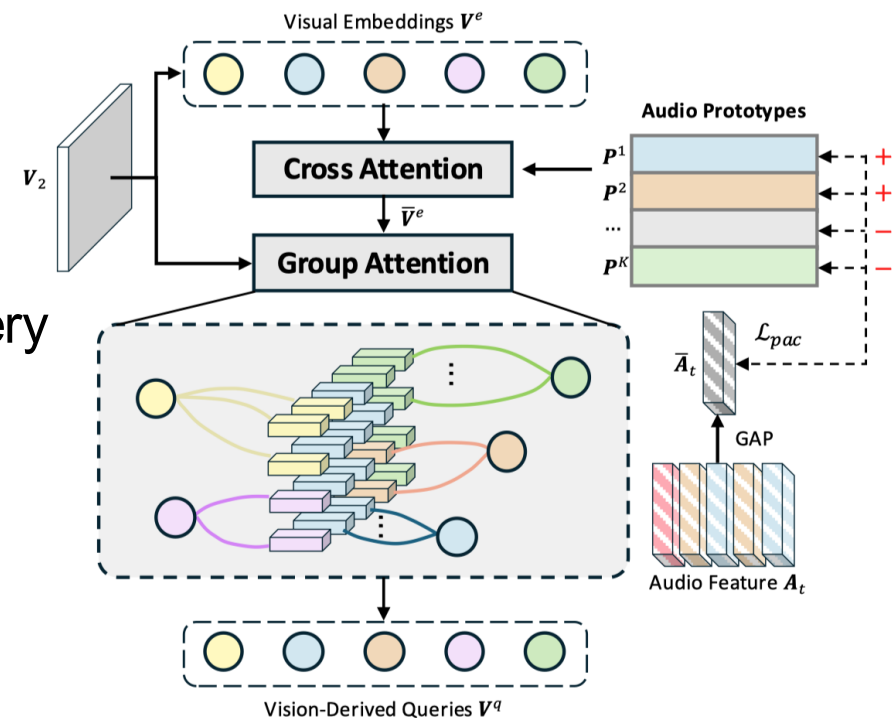 Visual Embeddings V^e
Audio Prototypes
Cross Attention
P^1
+
P^2
+
V_2
V̅^e
...
−
Group Attention
P^K
−
ery
ℒ_pac
A̅_t
⋮
GAP
⋮
Audio Feature A_t
Vision-Derived Queries V^q